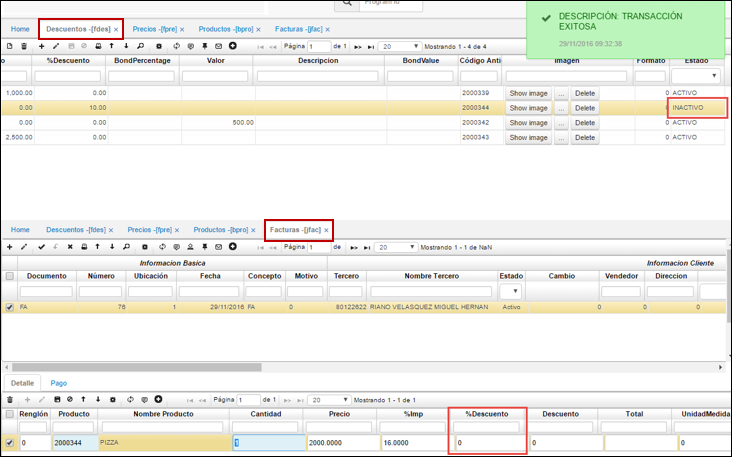 Program id
DESCRIPCIÓN: TRANSACCIÓN
EXITOSA
29/11/2016 09:32:38
Home Descuentos -[fdes] × Precios -[fpre] × Productos -[bpro] × Facturas -[jfac] ×
Página 1 de 1 20 Mostrando 1 - 4 de 4
o %Descuento BondPercentage Valor Descripcion BondValue Código Anti Imagen Formato Estado
1,000.00 0.00 2000339 Show image ... Delete 0 ACTIVO
0.00 10.00 2000344 Show image ... Delete 0 INACTIVO
0.00 0.00 500.00 2000342 Show image ... Delete 0 ACTIVO
2,500.00 0.00 2000343 Show image ... Delete 0 ACTIVO
Home Descuentos -[fdes] × Precios -[fpre] × Productos -[bpro] × Facturas -[jfac] ×
Página 1 de 20 Mostrando 1 - 1 de NaN
Informacion Basica Informacion Cliente
Documento Número Ubicación Fecha Concepto Motivo Tercero Nombre Tercero Estado Cambio Vendedor Direccion
FA 76 1 29/11/2016 FA 0 80122622 RIANO VELASQUEZ MIGUEL HERNAN Activo 0 0 0 0
Detalle Pago
Página 1 de 1 20 Mostrando 1 - 1 de 1
Renglón Producto Nombre Producto Cantidad Precio %Imp %Descuento Descuento Total UnidadMedida
0 2000344 PIZZA 1 2000.0000 16.0000 0 0 0